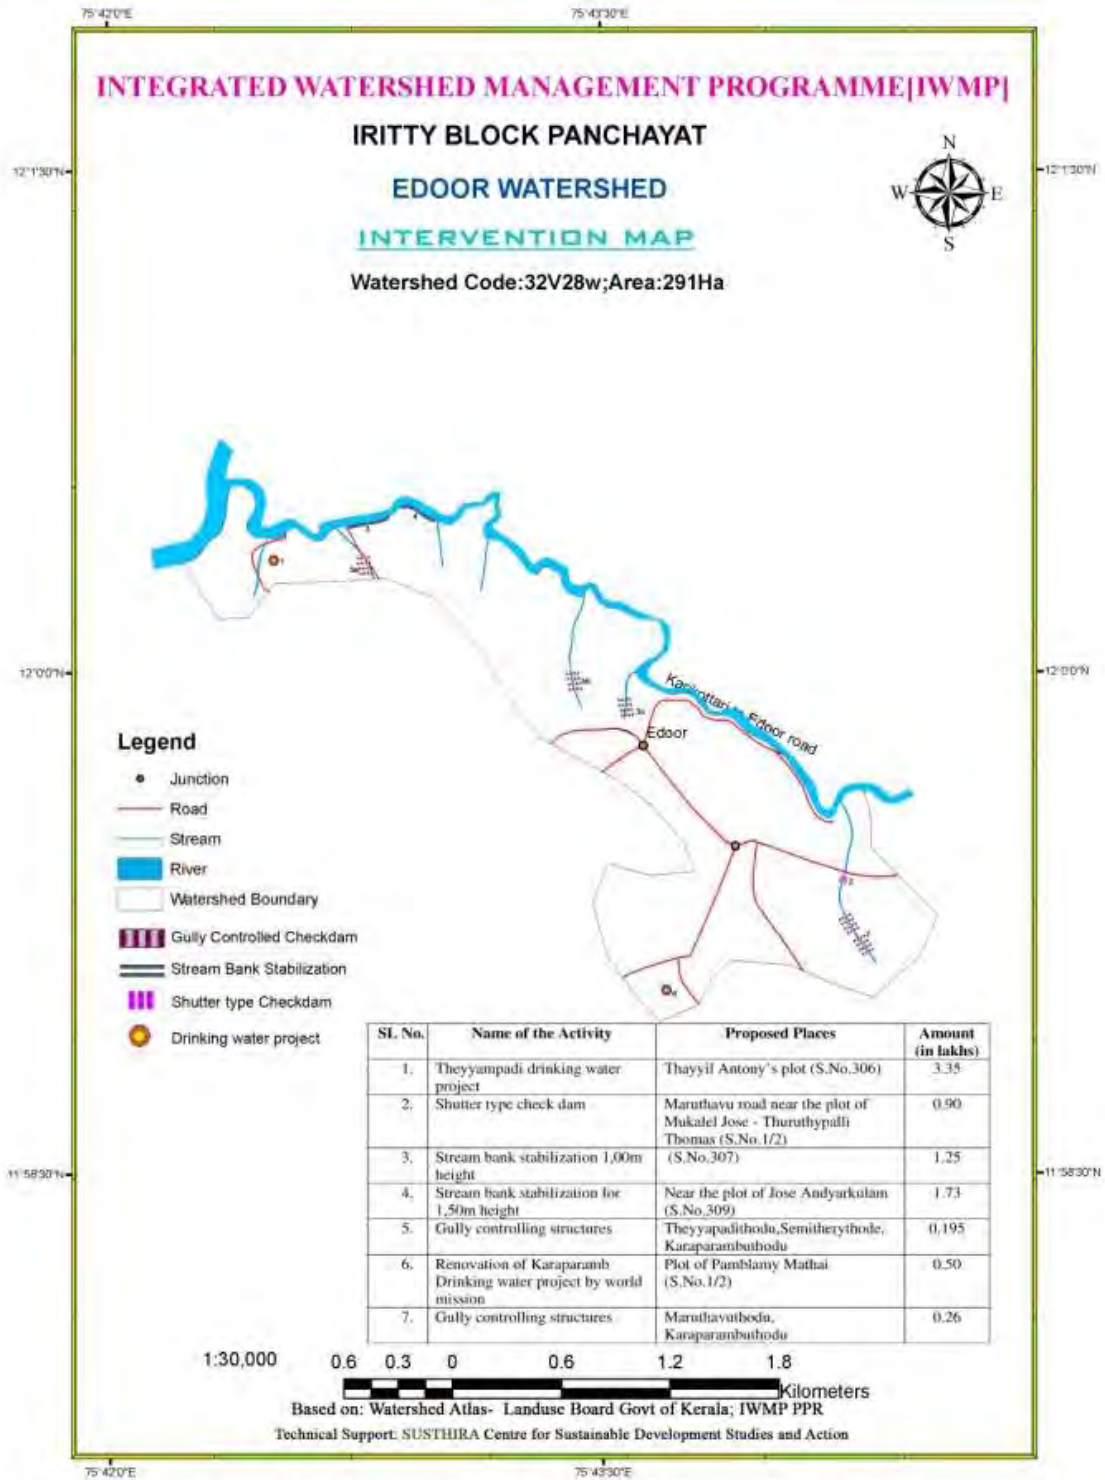 75°42'0"E 75°43'30"E
INTEGRATED WATERSHED MANAGEMENT PROGRAMME[IWMP]
IRITTY BLOCK PANCHAYAT
EDOOR WATERSHED
INTERVENTION MAP
Watershed Code:32V28w;Area:291Ha
N
W E
S
12°1'30"N 12°1'30"N
12°0'0"N 12°0'0"N
Edoor road
Edoor
Legend
Junction
Road
Stream
River
Watershed Boundary
Gully Controlled Checkdam
Stream Bank Stabilization
Shutter type Checkdam
Drinking water project
SL No. Name of the Activity Proposed Places Amount
(in lakhs)
1. Theyyampadi drinking water Thayyil Antony's plot (S.No.306) 3.35
project
2. Shutter type check dam Maruthavu road near the plot of 0.90
Mukalel Jose - Thuruthypalli
Thomas (S.No.1/2)
3. Stream bank stabilization 1,00m (S.No.307) 1.25
height
4. Stream bank stabilization for Near the plot of Jose Andyarkulam 1.73
1,50m height (S.No.309)
5. Gully controlling structures Theyyapadithodu,Semitherythode, 0.195
Karaparambuthodu
6. Renovation of Karaparamb Plot of Pamblamy Mathai 0.50
Drinking water project by world (S.No.1/2)
mission
7. Gully controlling structures Maruthavuthodu, 0.26
Karaparambuthodu
11°58'30"N 11°58'30"N
1:30,000 0.6 0.3 0 0.6 1.2 1.8
Kilometers
Based on: Watershed Atlas- Landuse Board Govt of Kerala; IWMP PPR
Technical Support: SUSTHIRA Centre for Sustainable Development Studies and Action
75°42'0"E 75°43'30"E